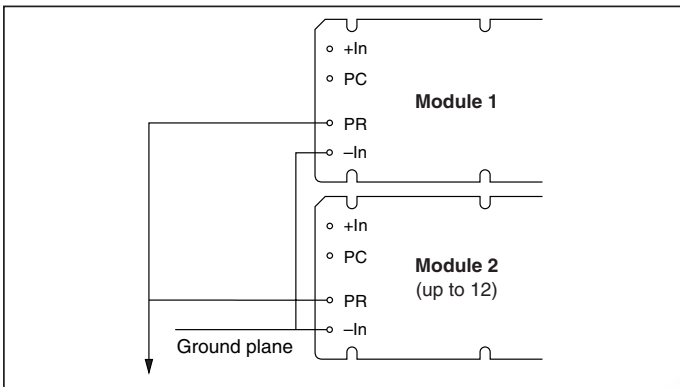 +In
PC
Module 1
PR
–In
+In
PC
Module 2
(up to 12)
PR
–In
Ground plane